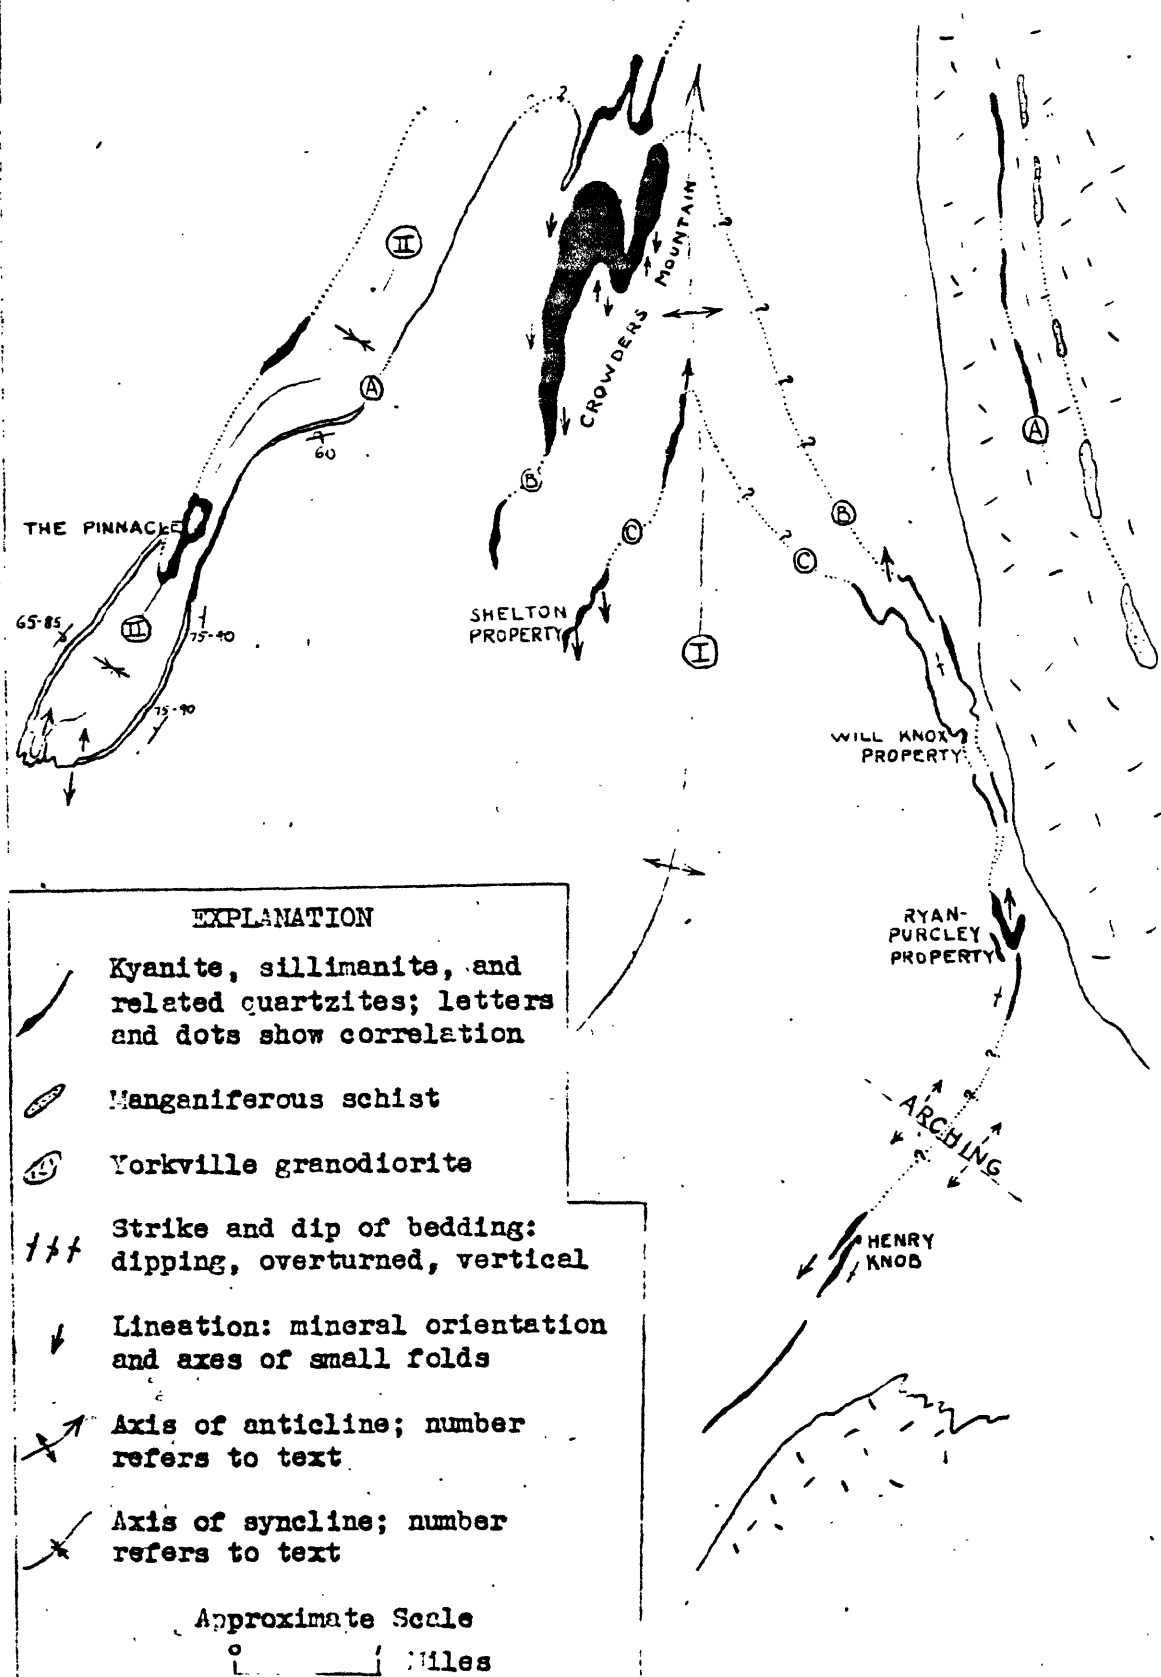 ?
II
MOUNTAIN
CROWDERS
?
?
?
?
A
60
A
B
THE PINNACLE
?
B
C
?
C
65-85
II
75-90
SHELTON
PROPERTY
I
75-90
WILL KNOX
PROPERTY
RYAN-
PURCLEY
PROPERTY
?
?
ARCHING
?
HENRY
KNOB
EXPLANATION
Kyanite, sillimanite, and
related quartzites; letters
and dots show correlation
Manganiferous schist
Yorkville granodiorite
Strike and dip of bedding:
dipping, overturned, vertical
Lineation: mineral orientation
and axes of small folds
Axis of anticline; number
refers to text
Axis of syncline; number
refers to text
Approximate Scale
0 1 Miles